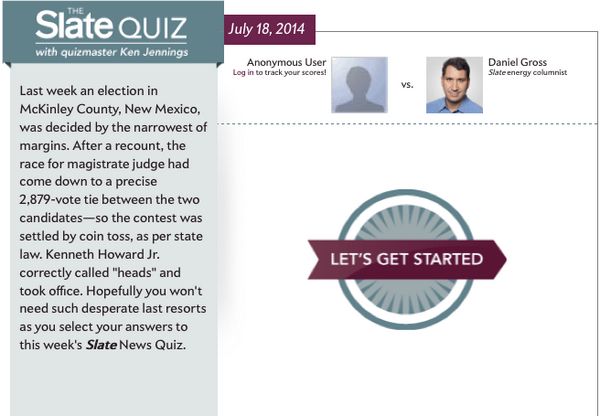 THE
Slate QUIZ
with quizmaster Ken Jennings
Last week an election in
McKinley County, New Mexico,
was decided by the narrowest of
margins. After a recount, the
race for magistrate judge had
come down to a precise
2,879-vote tie between the two
candidates—so the contest was
settled by coin toss, as per state
law. Kenneth Howard Jr.
correctly called "heads" and
took office. Hopefully you won't
need such desperate last resorts
as you select your answers to
this week's Slate News Quiz.
July 18, 2014
Anonymous User
Log in to track your scores!
vs.
Daniel Gross
Slate energy columnist
LET'S GET STARTED